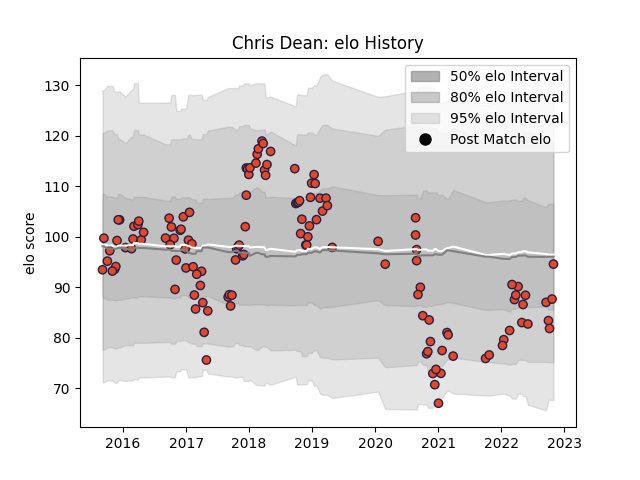 Chris Dean: elo History
elo score
130
120
110
100
90
80
70
50% elo Interval
80% elo Interval
95% elo Interval
Post Match elo
2016 2017 2018 2019 2020 2021 2022 2023